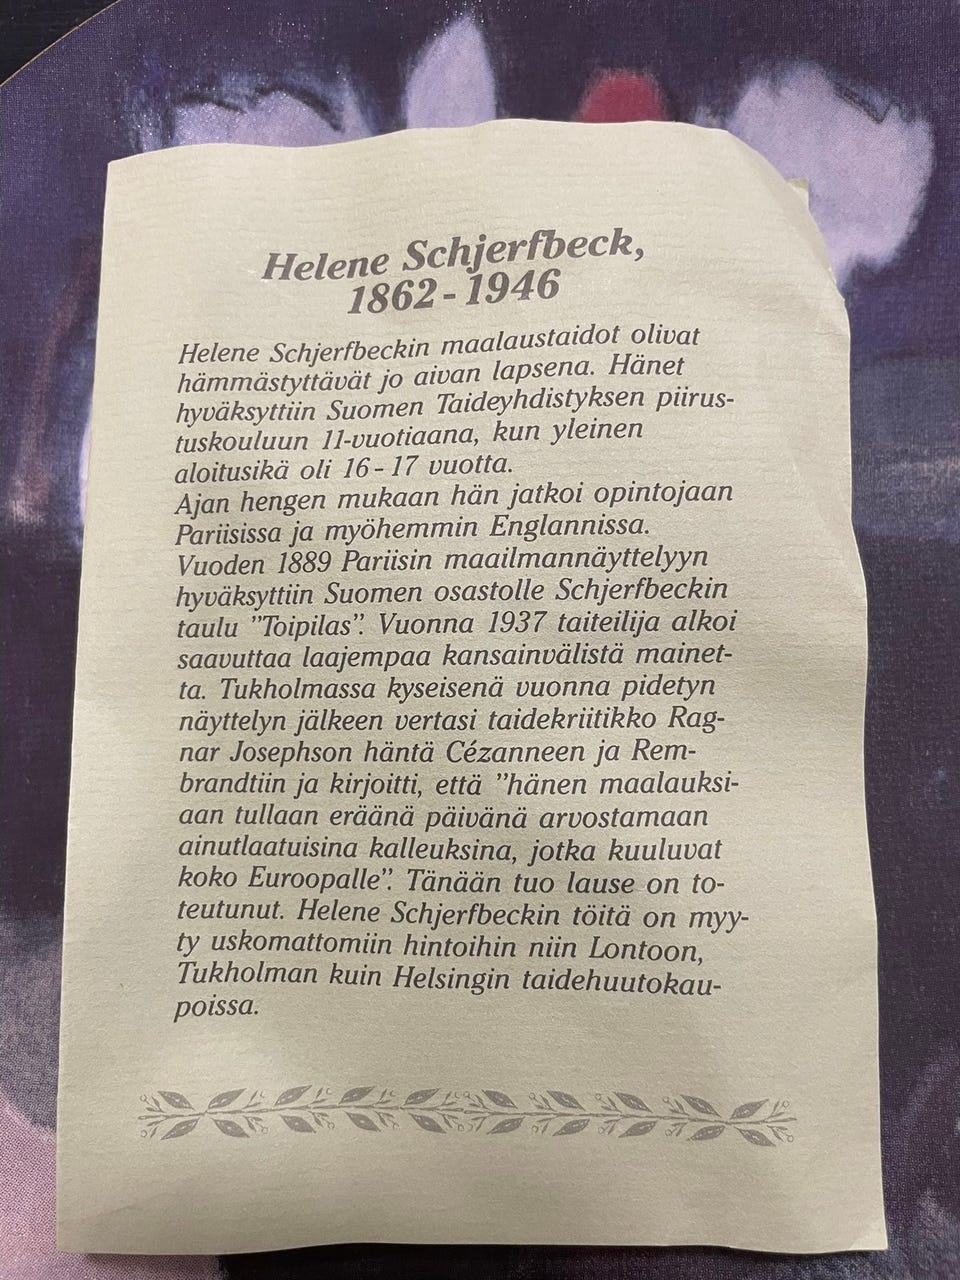 Helene Schjerfbeck,
1862 - 1946
Helene Schjerfbeckin maalaustaidot olivat
hämmästyttävät jo aivan lapsena. Hänet
hyväksyttiin Suomen Taideyhdistyksen piirus-
tuskouluun 11-vuotiaana, kun yleinen
aloitusikä oli 16 - 17 vuotta.
Ajan hengen mukaan hän jatkoi opintojaan
Pariisissa ja myöhemmin Englannissa.
Vuoden 1889 Pariisin maailmannäyttelyyn
hyväksyttiin Suomen osastolle Schjerfbeckin
taulu ”Toipilas”. Vuonna 1937 taiteilija alkoi
saavuttaa laajempaa kansainvälistä mainet-
ta. Tukholmassa kyseisenä vuonna pidetyn
näyttelyn jälkeen vertasi taidekriitikko Rag-
nar Josephson häntä Cézanneen ja Rem-
brandtiin ja kirjoitti, että ”hänen maalauksi-
aan tullaan eräänä päivänä arvostamaan
ainutlaatuisina kalleuksina, jotka kuuluvat
koko Euroopalle”. Tänään tuo lause on to-
teutunut. Helene Schjerfbeckin töitä on myy-
ty uskomattomiin hintoihin niin Lontoon,
Tukholman kuin Helsingin taidehuutokau-
poissa.